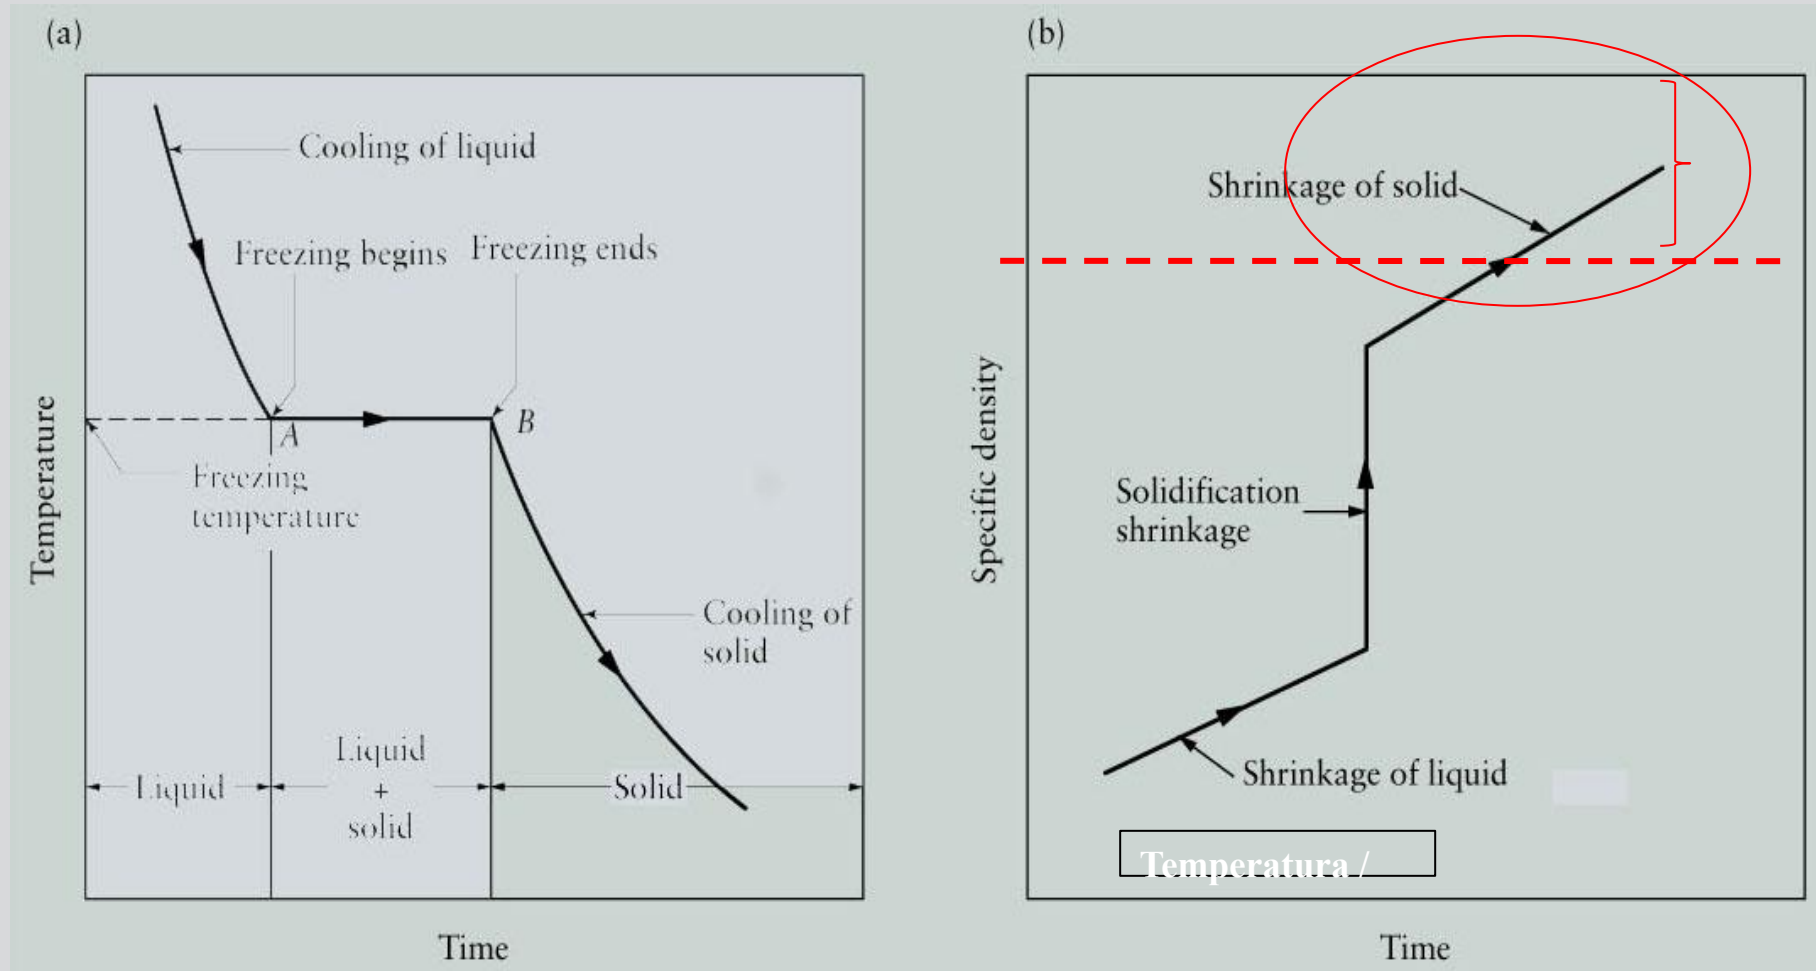 (a)
Cooling of liquid
Freezing begins
Freezing ends
A
B
Freezing
temperature
Temperature
Cooling of
solid
Liquid
Liquid
+
solid
Solid
Time
(b)
Shrinkage of solid
Specific density
Solidification
shrinkage
Shrinkage of liquid
Temperatura /
Time